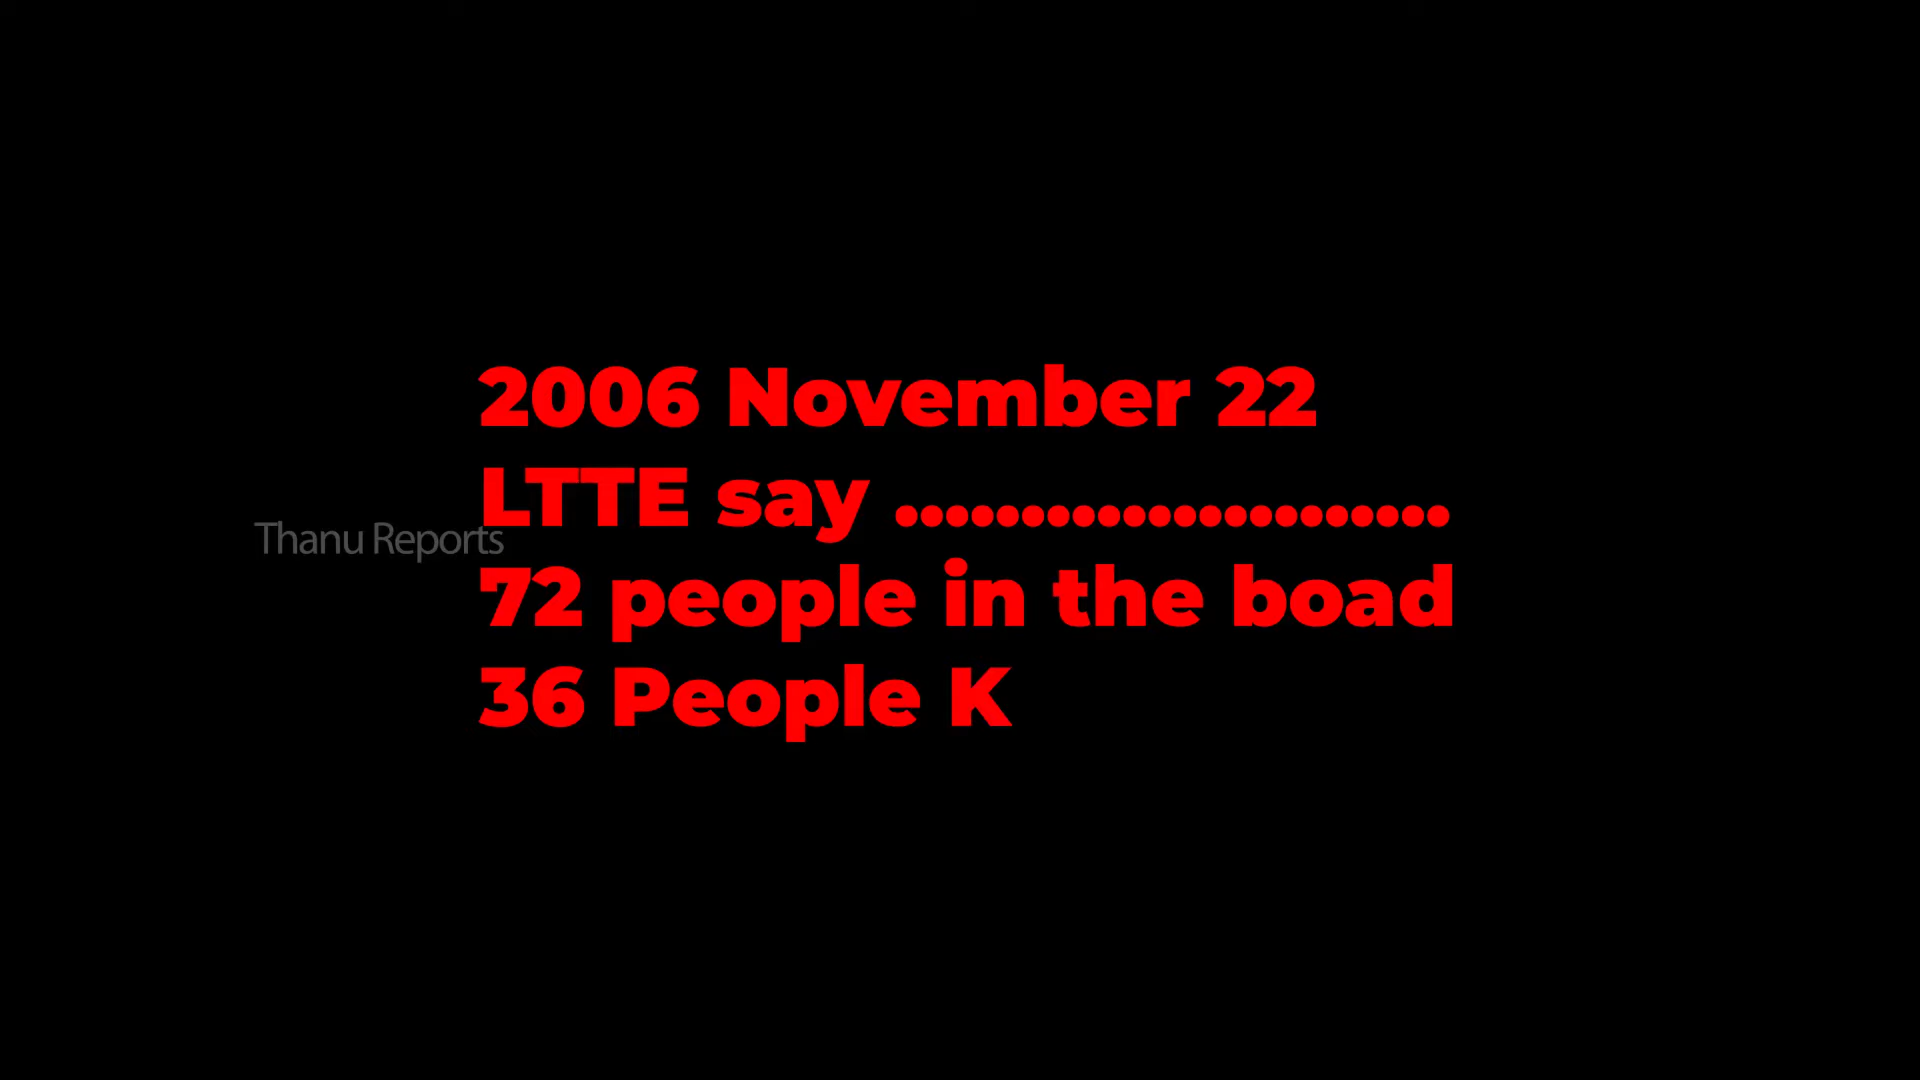 2006 November 22
LTTE say ......................
Thanu Reports
72 people in the boad
36 People K